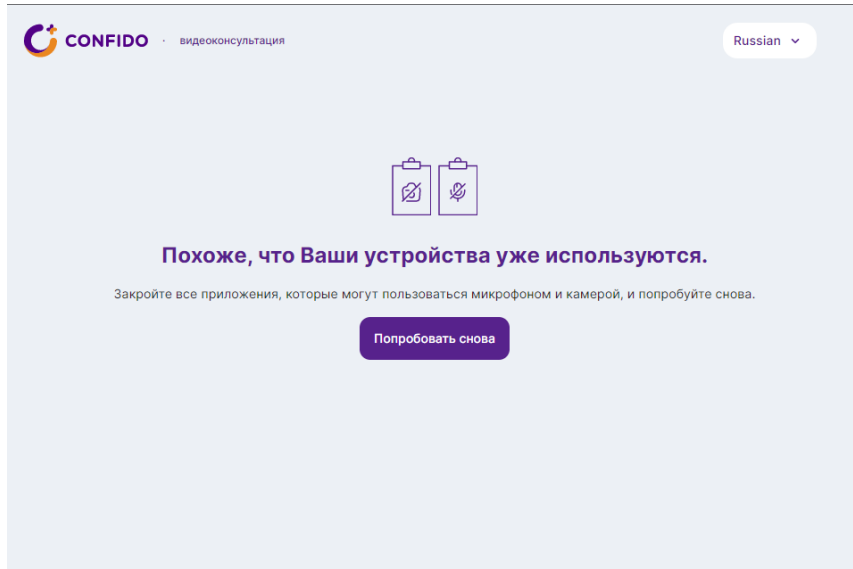 CONFIDO · видеоконсультация
Russian
Похоже, что Ваши устройства уже используются.
Закройте все приложения, которые могут пользоваться микрофоном и камерой, и попробуйте снова.
Попробовать снова